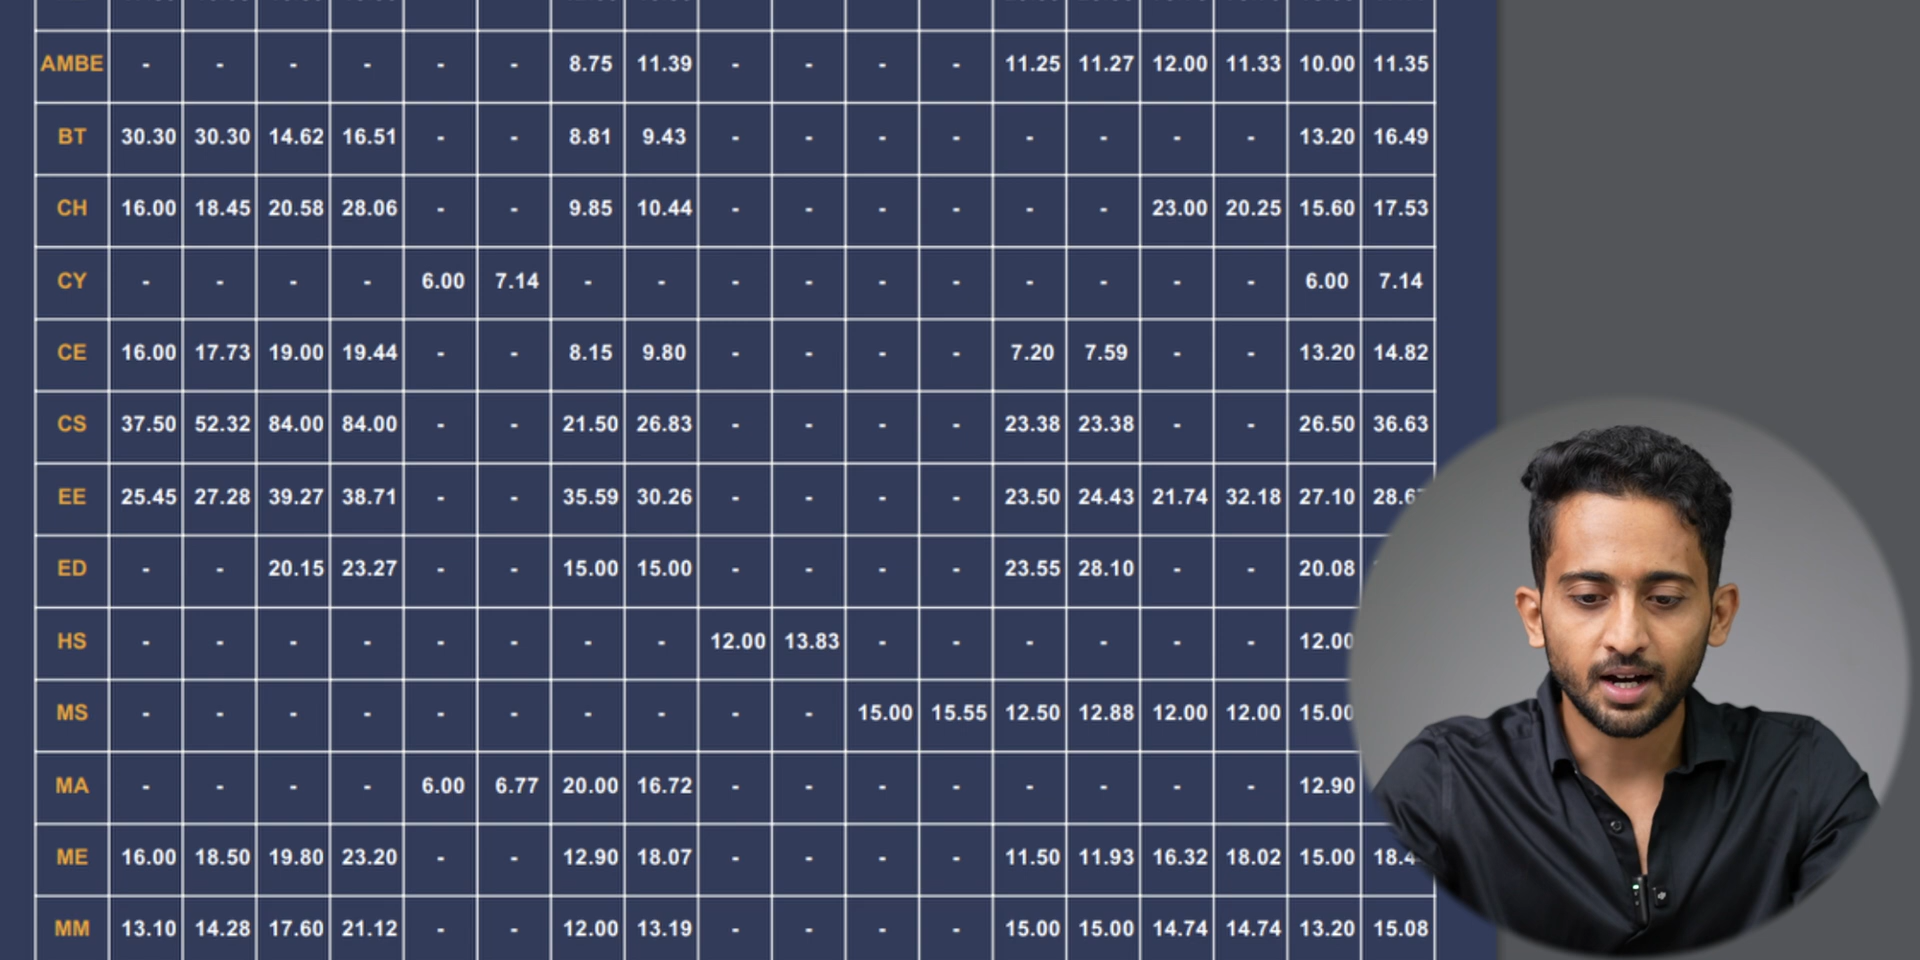 AMBE - - - - - - 8.75 11.39 - - - - 11.25 11.27 12.00 11.33 10.00 11.35
BT 30.30 30.30 14.62 16.51 - - 8.81 9.43 - - - - - - - - 13.20 16.49
CH 16.00 18.45 20.58 28.06 - - 9.85 10.44 - - - - - - 23.00 20.25 15.60 17.53
CY - - - - 6.00 7.14 - - - - - - - - - - 6.00 7.14
CE 16.00 17.73 19.00 19.44 - - 8.15 9.80 - - - - 7.20 7.59 - - 13.20 14.82
CS 37.50 52.32 84.00 84.00 - - 21.50 26.83 - - - - 23.38 23.38 - - 26.50 36.63
EE 25.45 27.28 39.27 38.71 - - 35.59 30.26 - - - - 23.50 24.43 21.74 32.18 27.10
ED - - 20.15 23.27 - - 15.00 15.00 - - - - 23.55 28.10 - - 20.08
HS - - - - - - - - 12.00 13.83 - - - - - - 12.00
MS - - - - - - - - - - 15.00 15.55 12.50 12.88 12.00 12.00 15.00
MA - - - - 6.00 6.77 20.00 16.72 - - - - - - - - 12.90
ME 16.00 18.50 19.80 23.20 - - 12.90 18.07 - - - - 11.50 11.93 16.32 18.02 15.00
MM 13.10 14.28 17.60 21.12 - - 12.00 13.19 - - - - 15.00 15.00 14.74 14.74 13.20 15.08